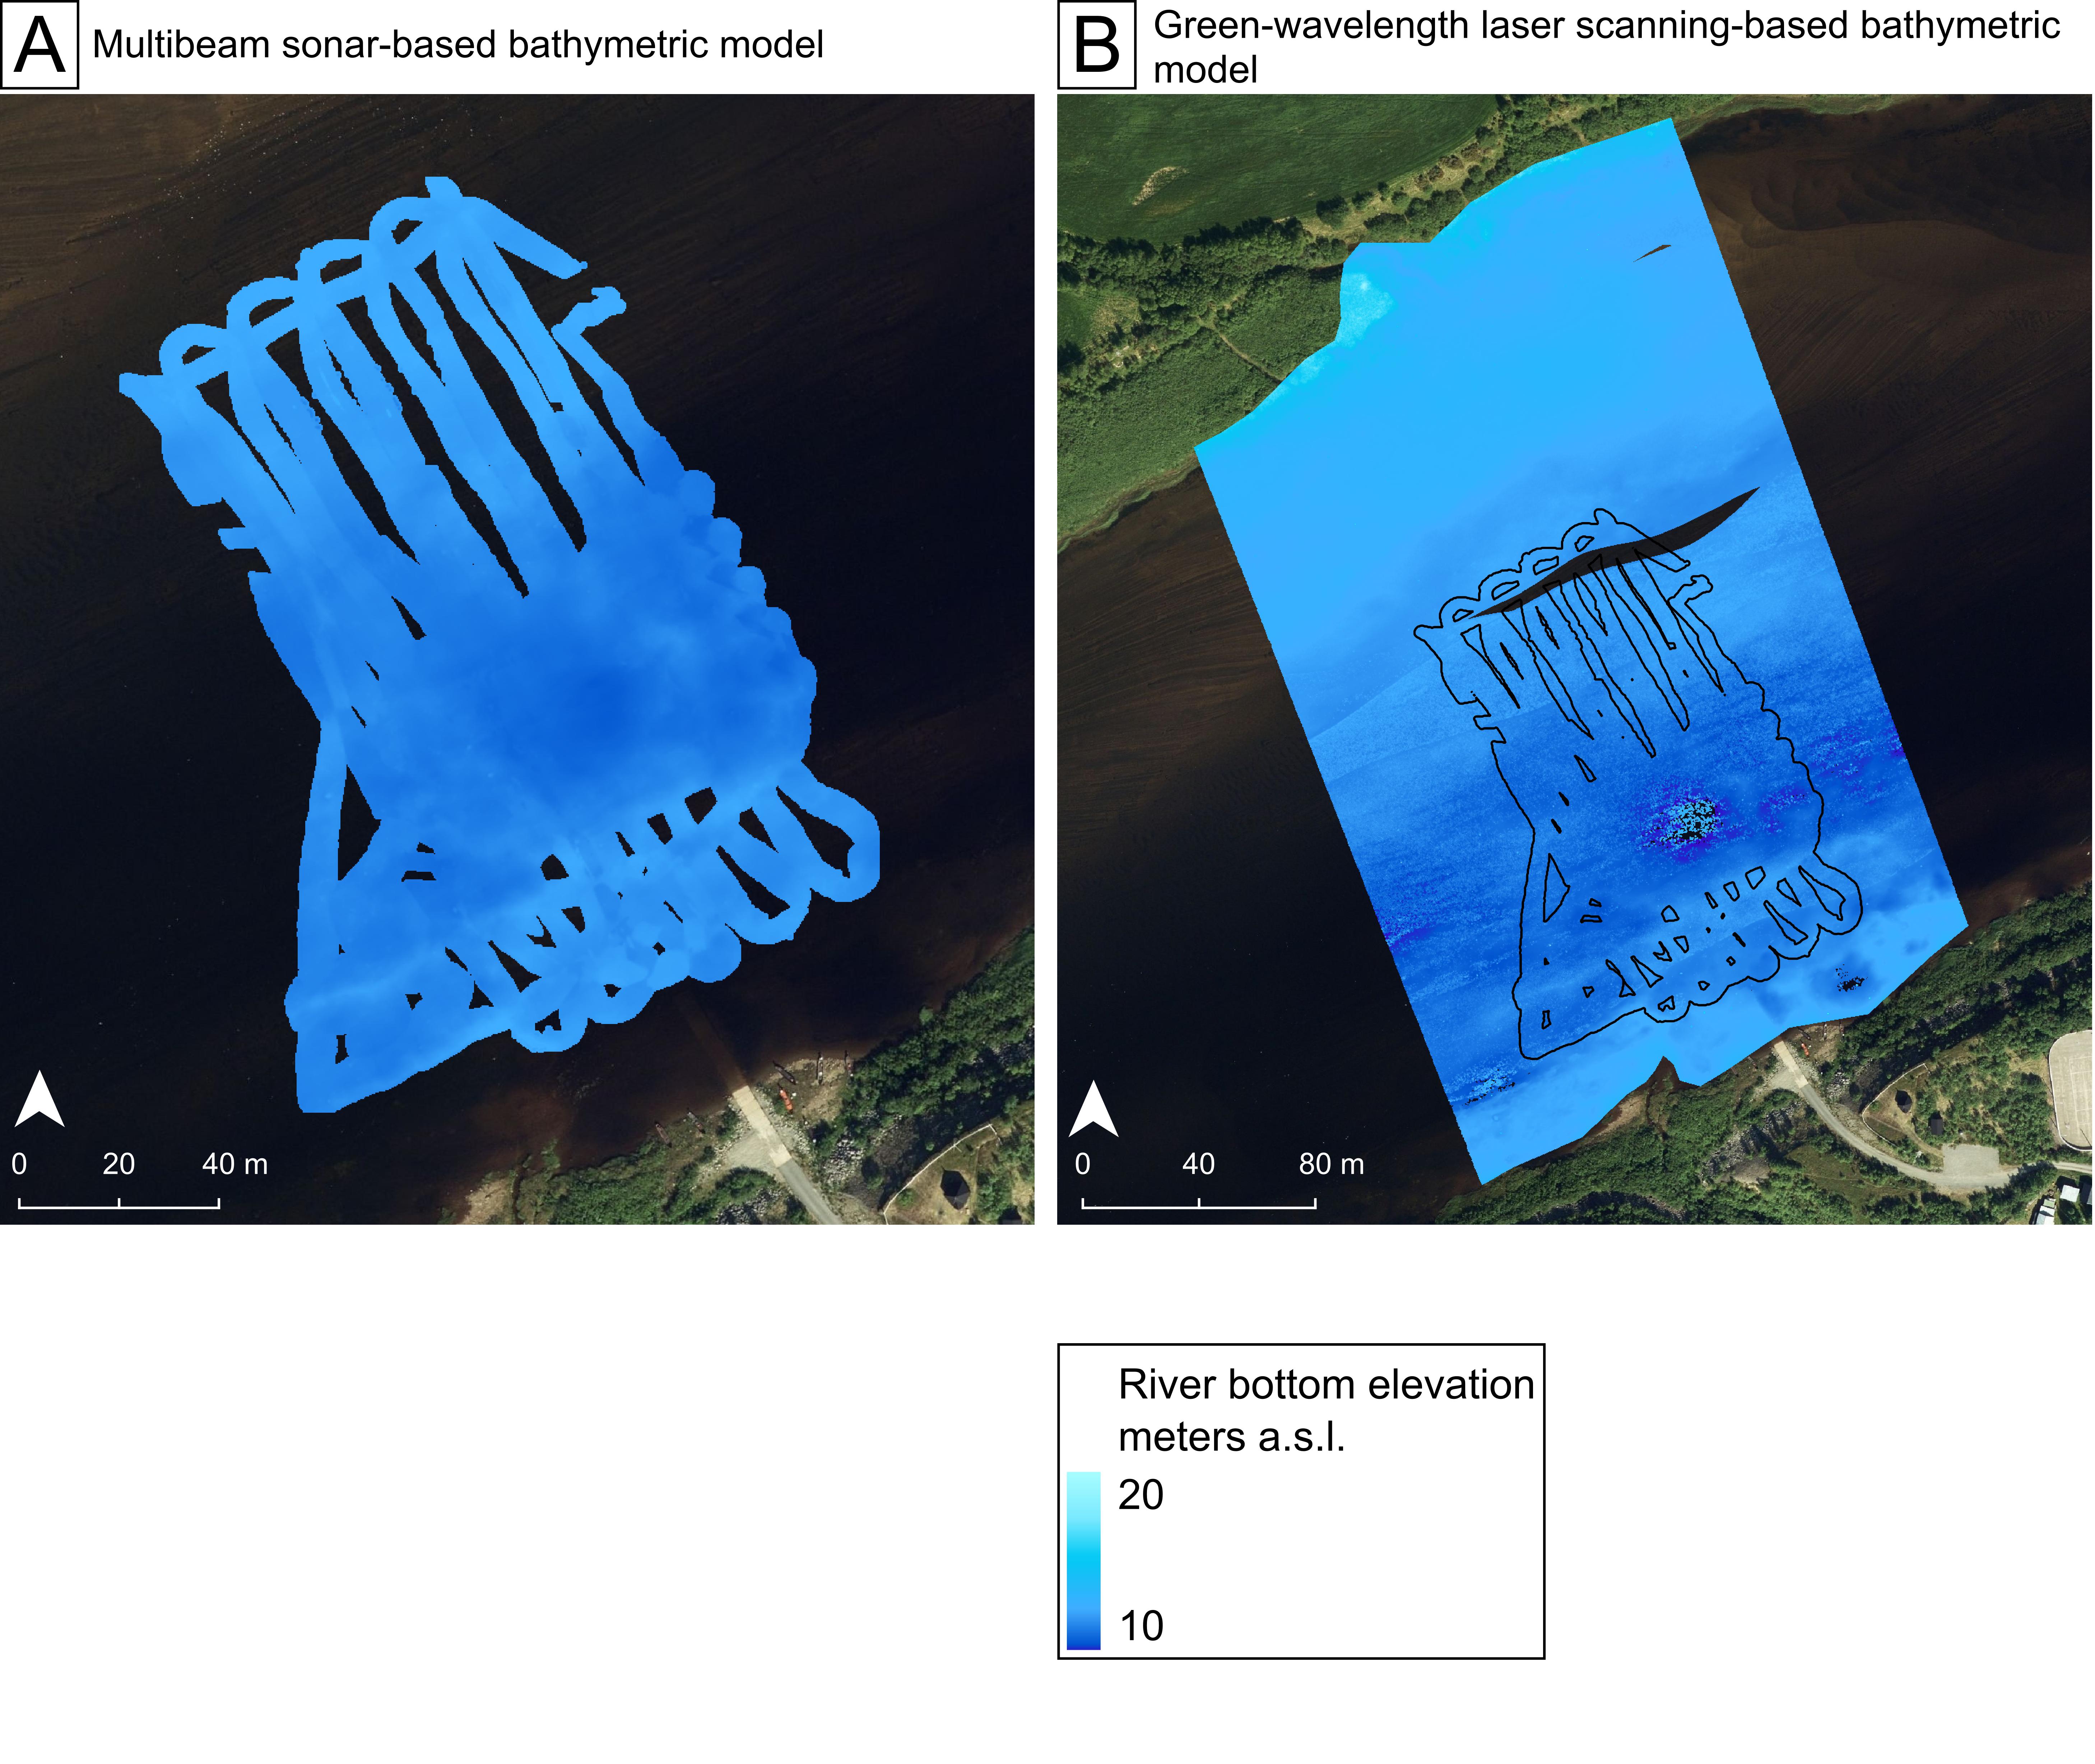 A
Multibeam sonar-based bathymetric model
B
Green-wavelength laser scanning-based bathymetric
model
0 20 40 m
0 40 80 m
River bottom elevation
meters a.s.l.
20
10